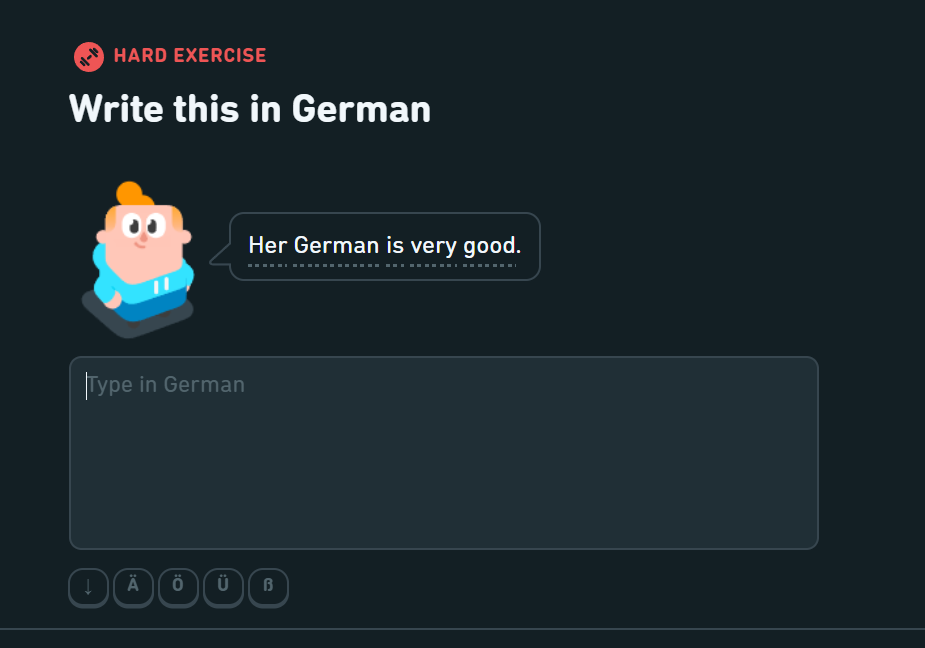 HARD EXERCISE
Write this in German
Her German is very good.
Type in German
↓ Ä Ö Ü ß